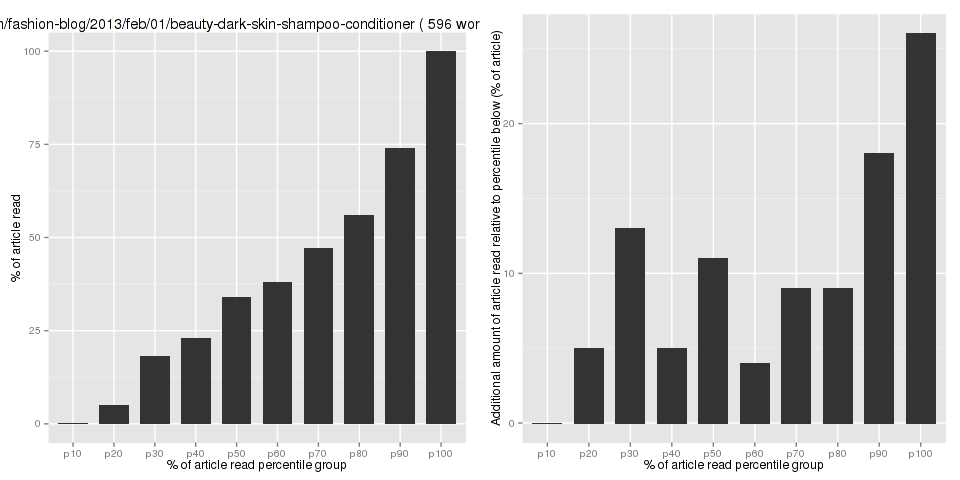 /fashion-blog/2013/feb/01/beauty-dark-skin-shampoo-conditioner ( 596 wor
% of article read
100
75
50
25
0
p10 p20 p30 p40 p50 p60 p70 p80 p90 p100
% of article read percentile group
Additional amount of article read relative to percentile below (% of article)
20
10
0
p10 p20 p30 p40 p50 p60 p70 p80 p90 p100
% of article read percentile group